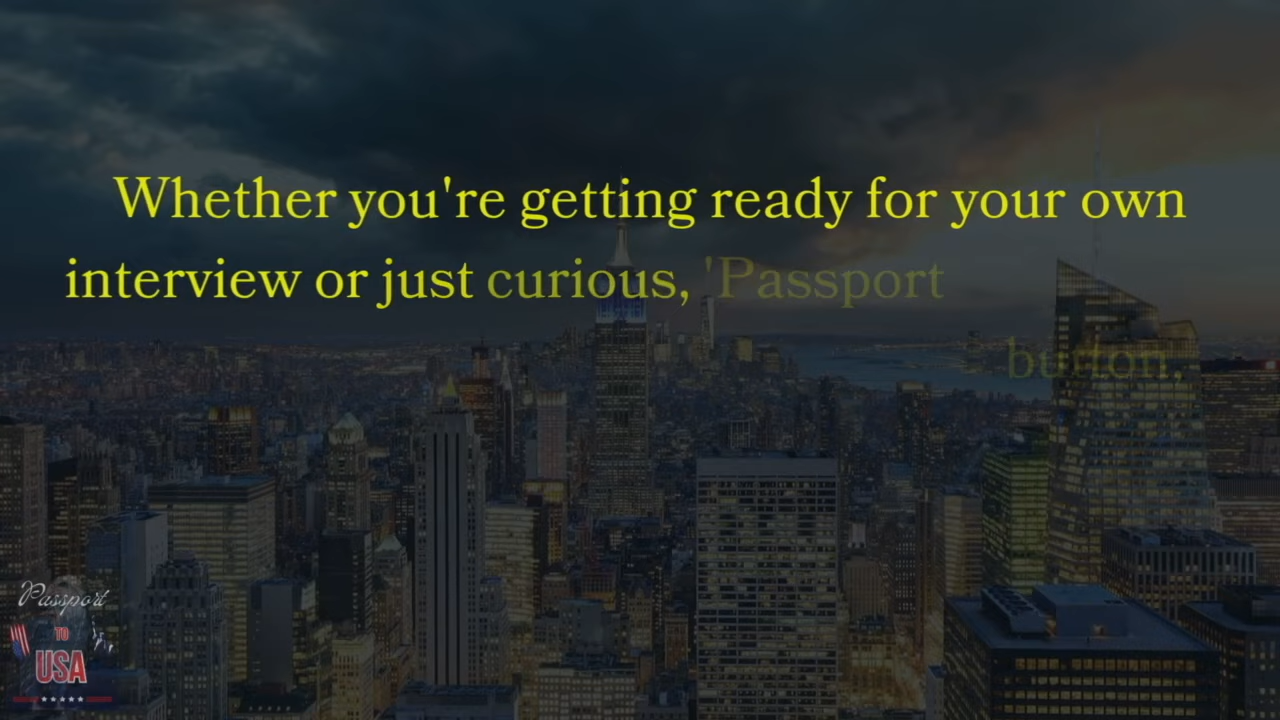 Whether you're getting ready for your own
interview or just curious, 'Passport
button,
Passport
TO
USA